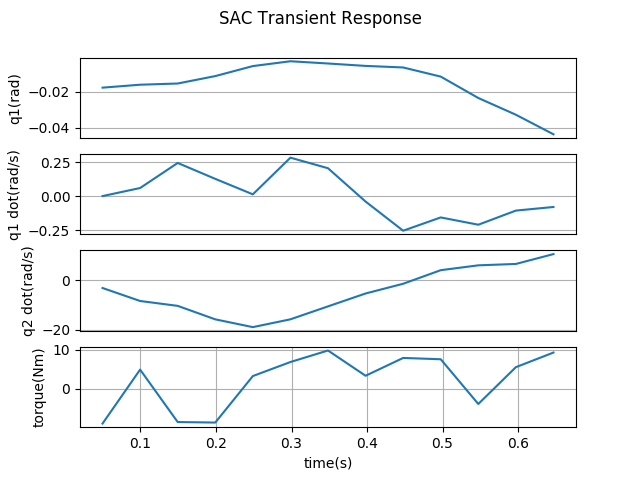 SAC Transient Response
q1(rad)
−0.02
−0.04
q1 dot(rad/s)
0.25
0.00
−0.25
q2 dot(rad/s)
0
−20
torque(Nm)
10
0
0.1 0.2 0.3 0.4 0.5 0.6
time(s)